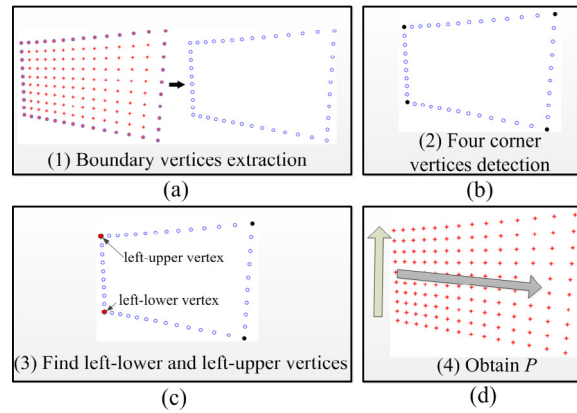 (1) Boundary vertices extraction
(a)
(2) Four corner
vertices detection
(b)
left-upper vertex
left-lower vertex
(3) Find left-lower and left-upper vertices
(c)
(4) Obtain P
(d)